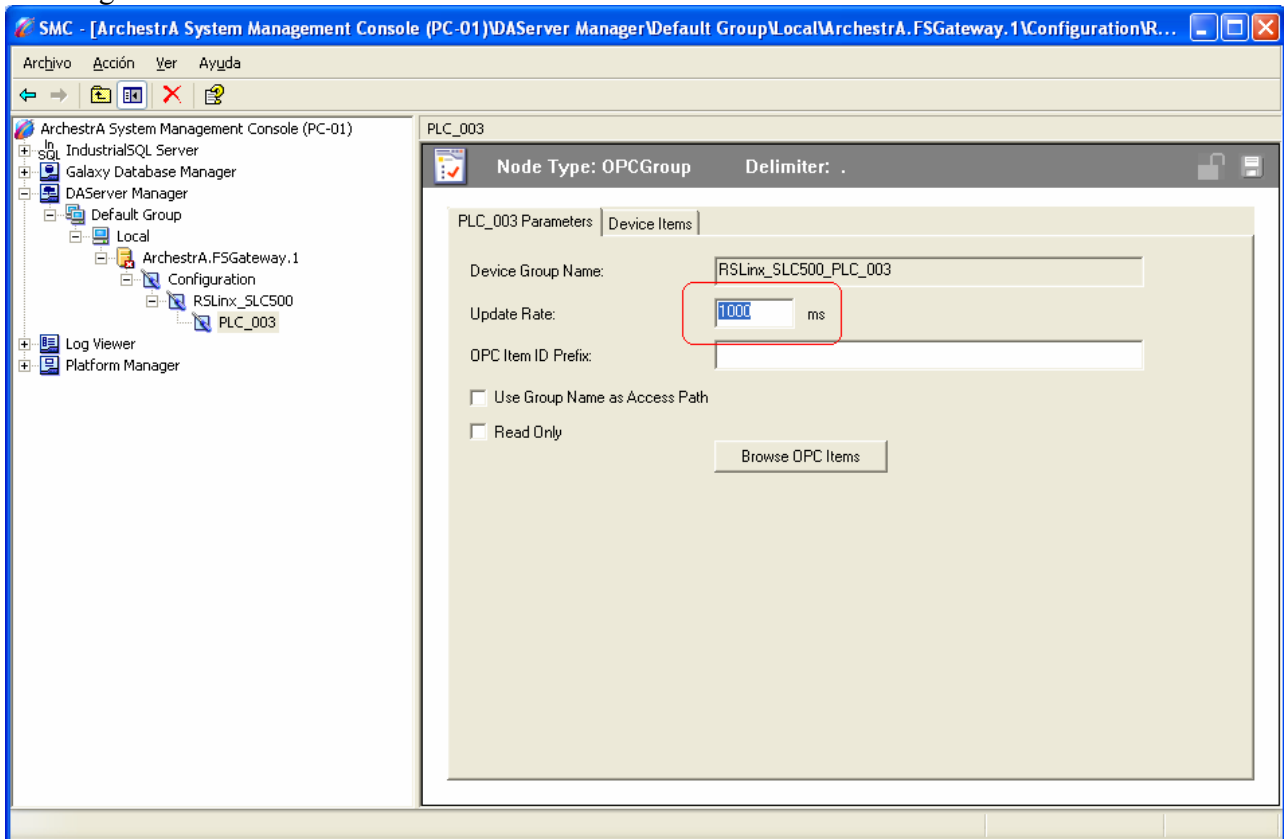 SMC - [ArchestrA System Management Console (PC-01)\DAServer Manager\Default Group\Local\ArchestrA.FSGateway.1\Configuration\R...
Archivo Acción Ver Ayuda
ArchestrA System Management Console (PC-01)
In SQL IndustrialSQL Server
Galaxy Database Manager
DAServer Manager
Default Group
Local
ArchestrA.FSGateway.1
Configuration
RSLinx_SLC500
PLC_003
Log Viewer
Platform Manager
PLC_003
Node Type: OPCGroup Delimiter: .
PLC_003 Parameters Device Items
Device Group Name: RSLinx_SLC500_PLC_003
Update Rate: 1000 ms
OPC Item ID Prefix:
Use Group Name as Access Path
Read Only
Browse OPC Items